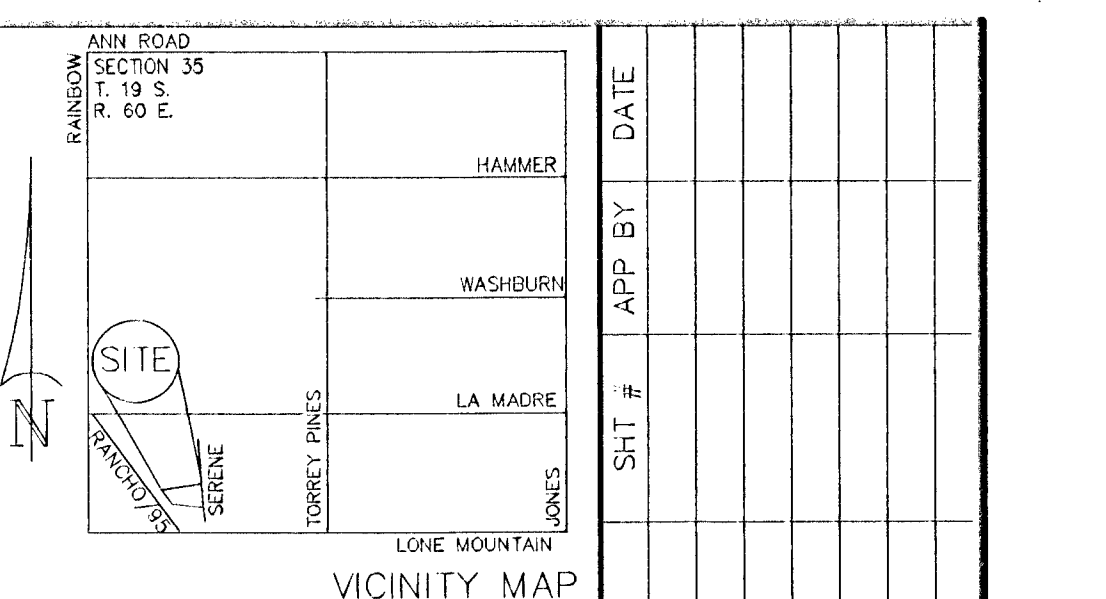 ANN ROAD
RAINBOW
SECTION 35
T. 19 S.
R. 60 E.
HAMMER
WASHBURN
SITE
LA MADRE
N
RANCHO/95
SERENE
TORREY PINES
JONES
LONE MOUNTAIN
VICINITY MAP
DATE
APP BY
SHT #